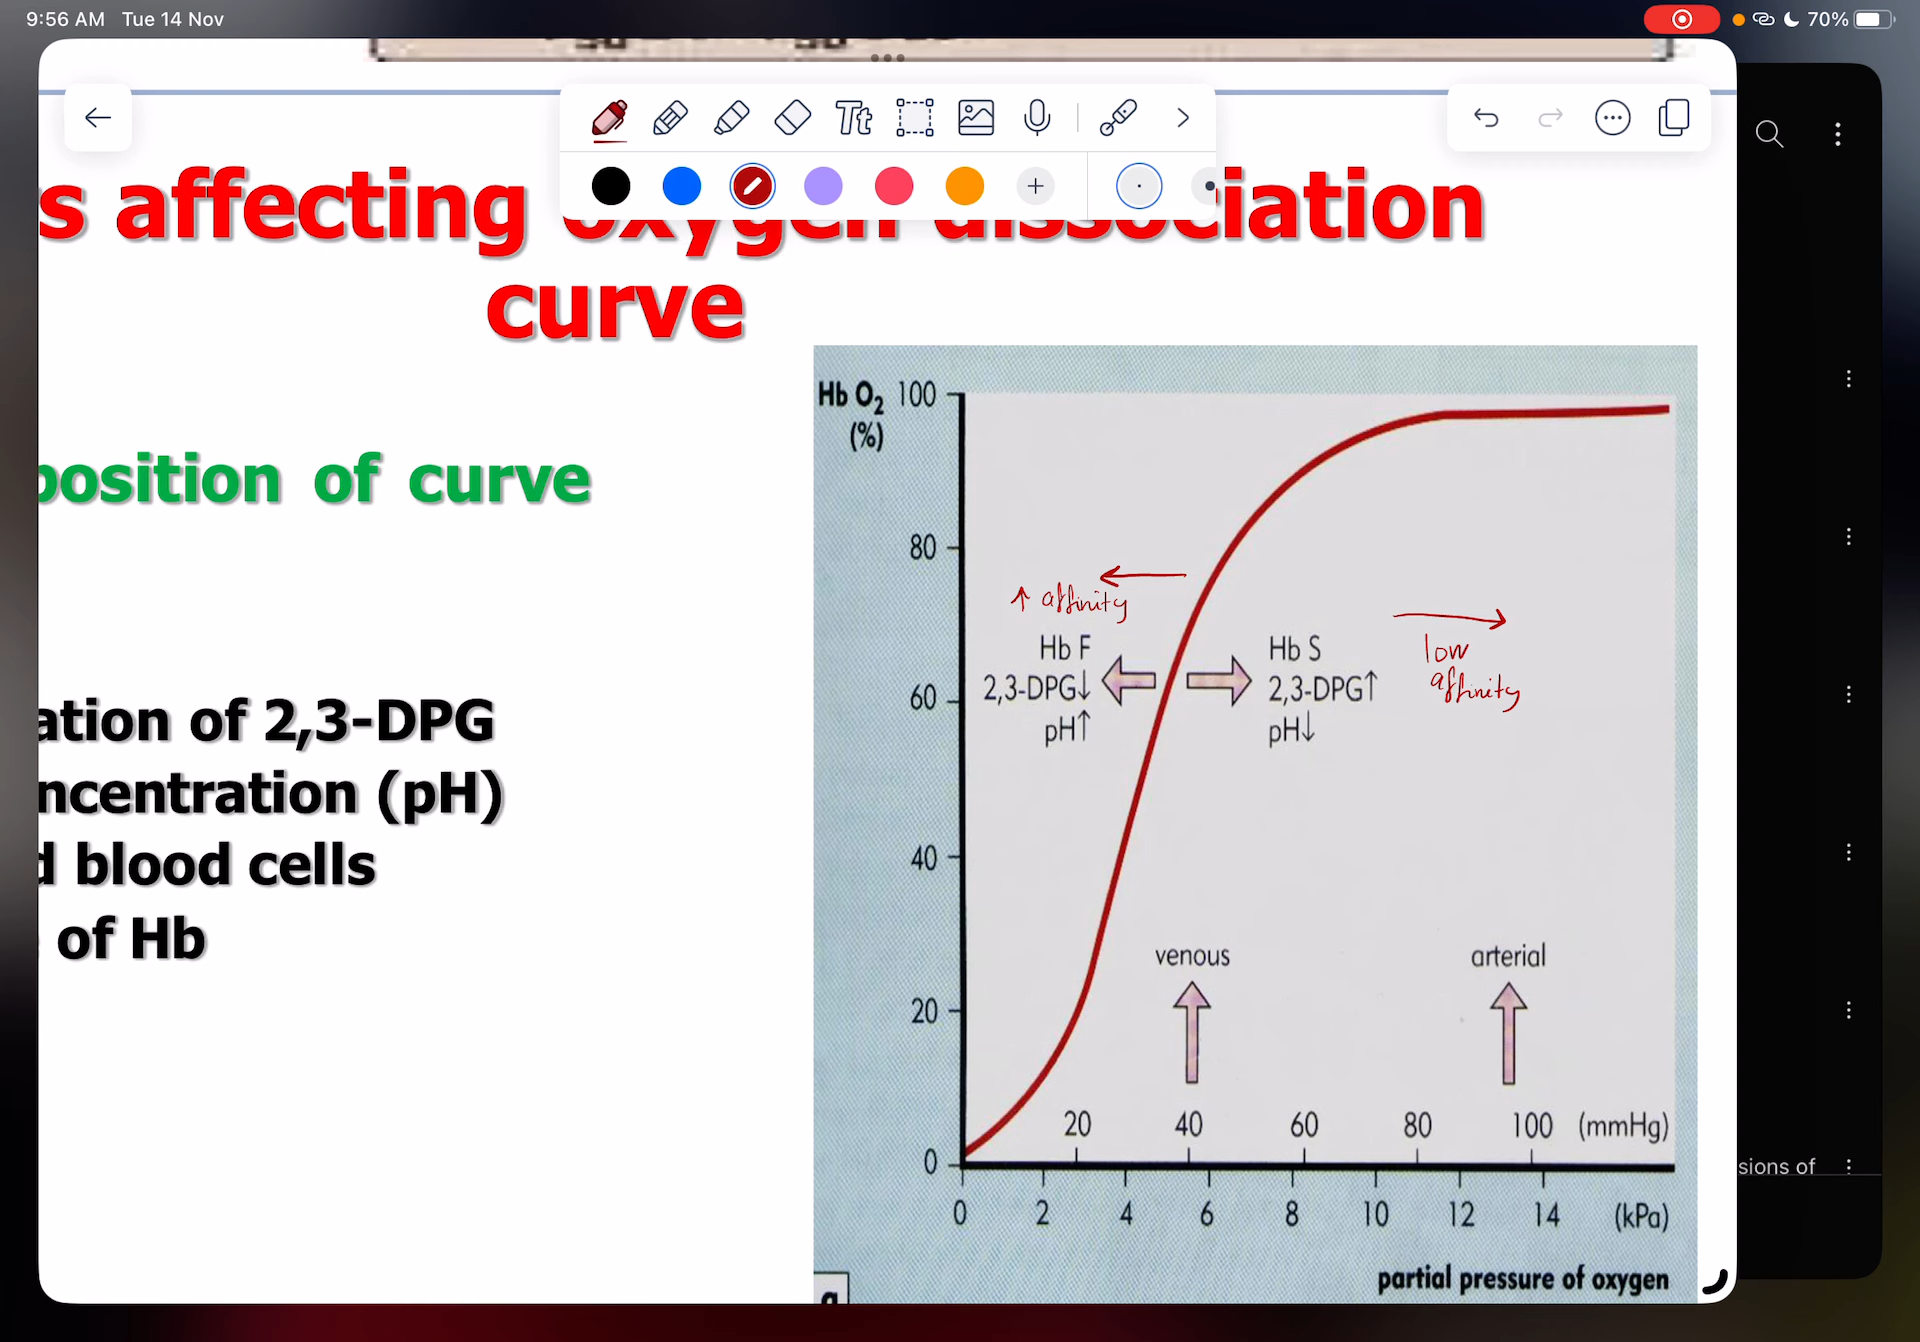 9:56 AM Tue 14 Nov
70%
Tt
s affecting oxygen dissociation
curve
position of curve
ation of 2,3-DPG
ncentration (pH)
d blood cells
of Hb
Hb O₂ 100
(%)
80
60
40
20
0
↑ affinity
Hb F
2,3-DPG↓
pH↑
Hb S
2,3-DPG↑
pH↓
low
affinity
venous
arterial
20 40 60 80 100 (mmHg)
0 2 4 6 8 10 12 14 (kPa)
partial pressure of oxygen
sions of